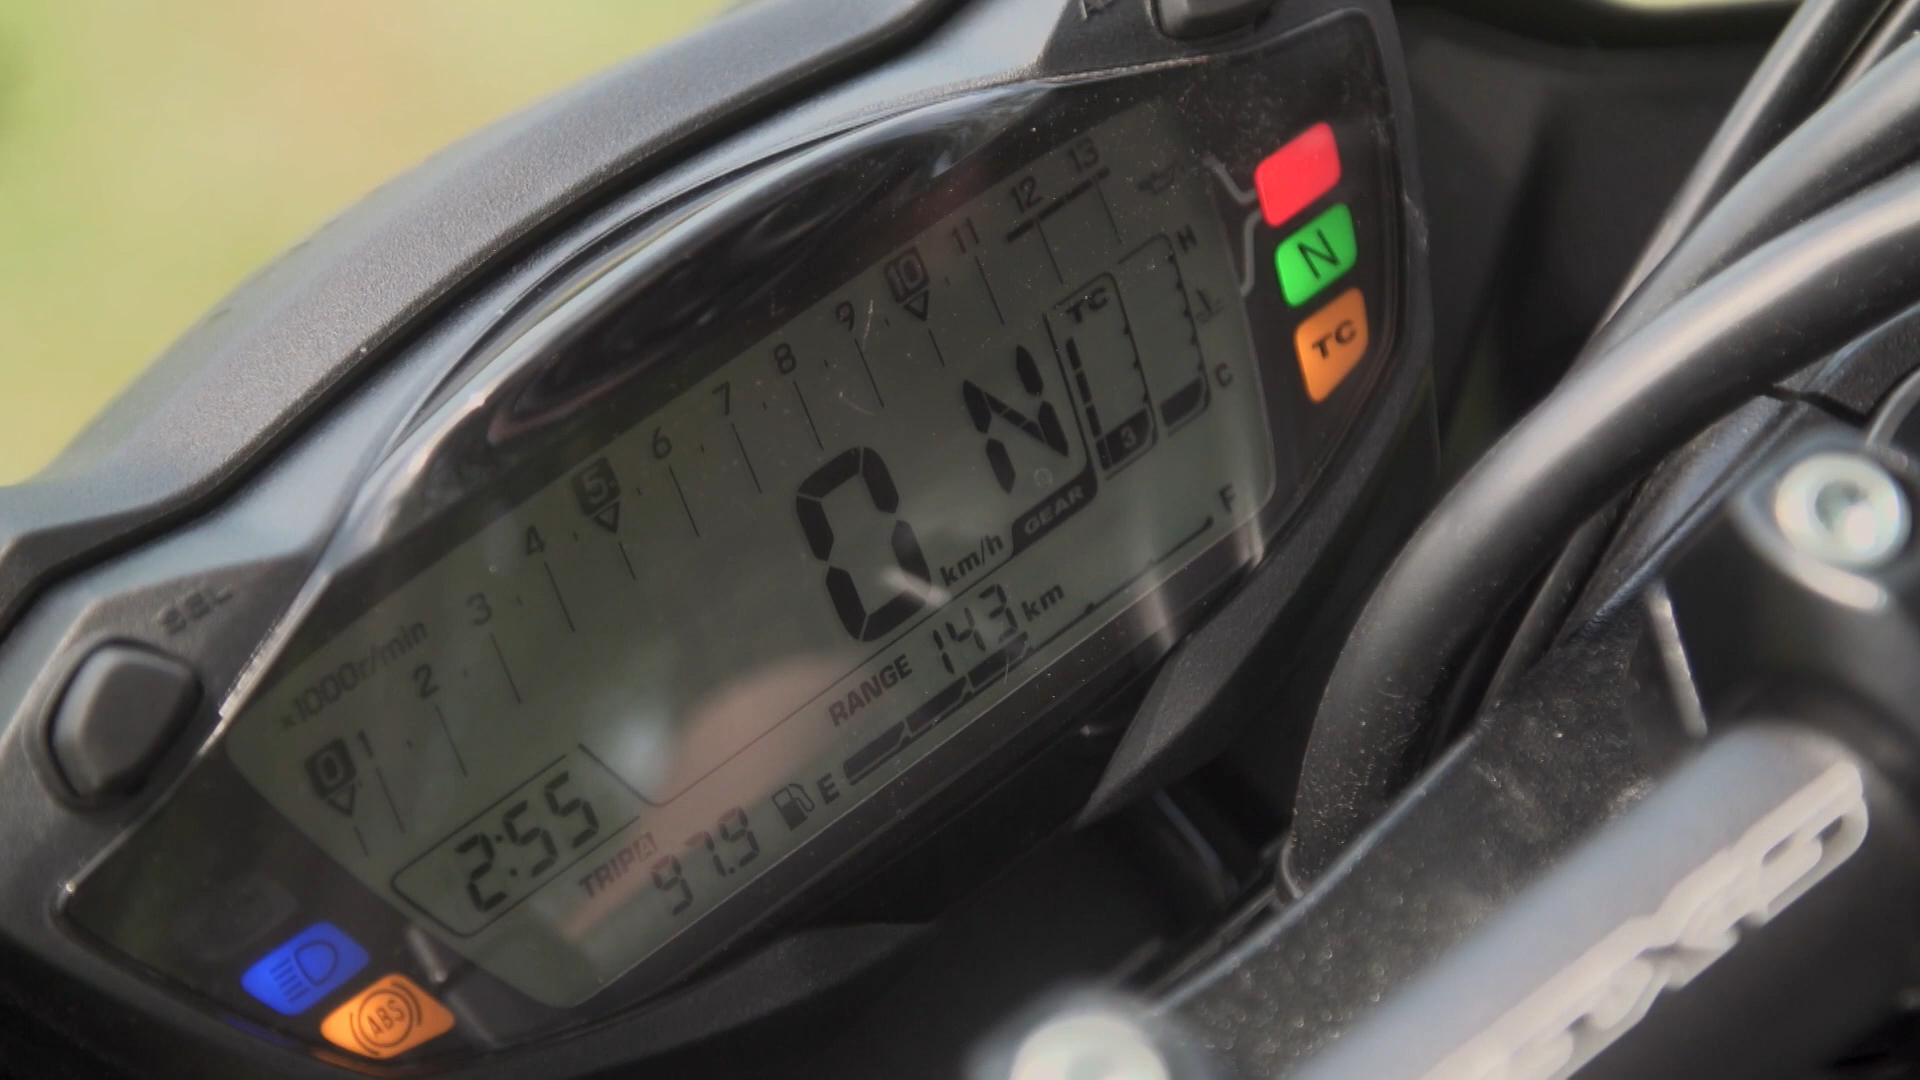 SEL
x1000r/min
0 1 2 3 4 5 6 7 8 9 10 11 12 13
TC
H
C
3
N
GEAR
0 km/h
RANGE 143 km
E F
2:55
TRIP A 97.9
N
TC
ABS